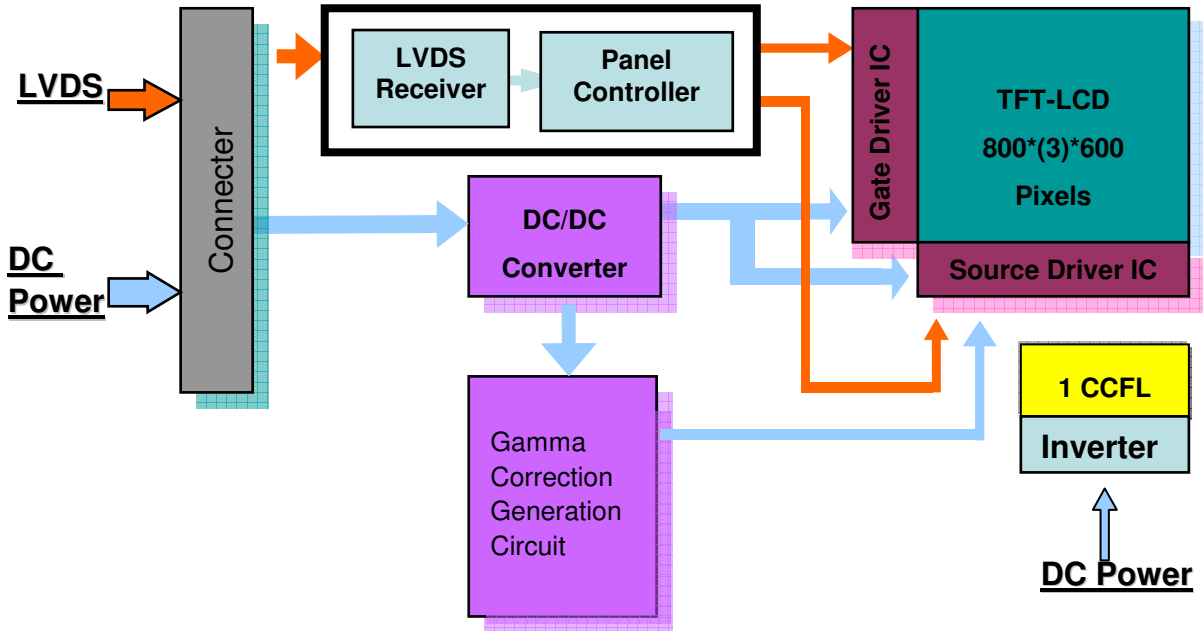 LVDS
DC
Power
Connecter
LVDS
Receiver
Panel
Controller
DC/DC
Converter
Gamma
Correction
Generation
Circuit
Gate Driver IC
TFT-LCD
800*(3)*600
Pixels
Source Driver IC
1 CCFL
Inverter
DC Power